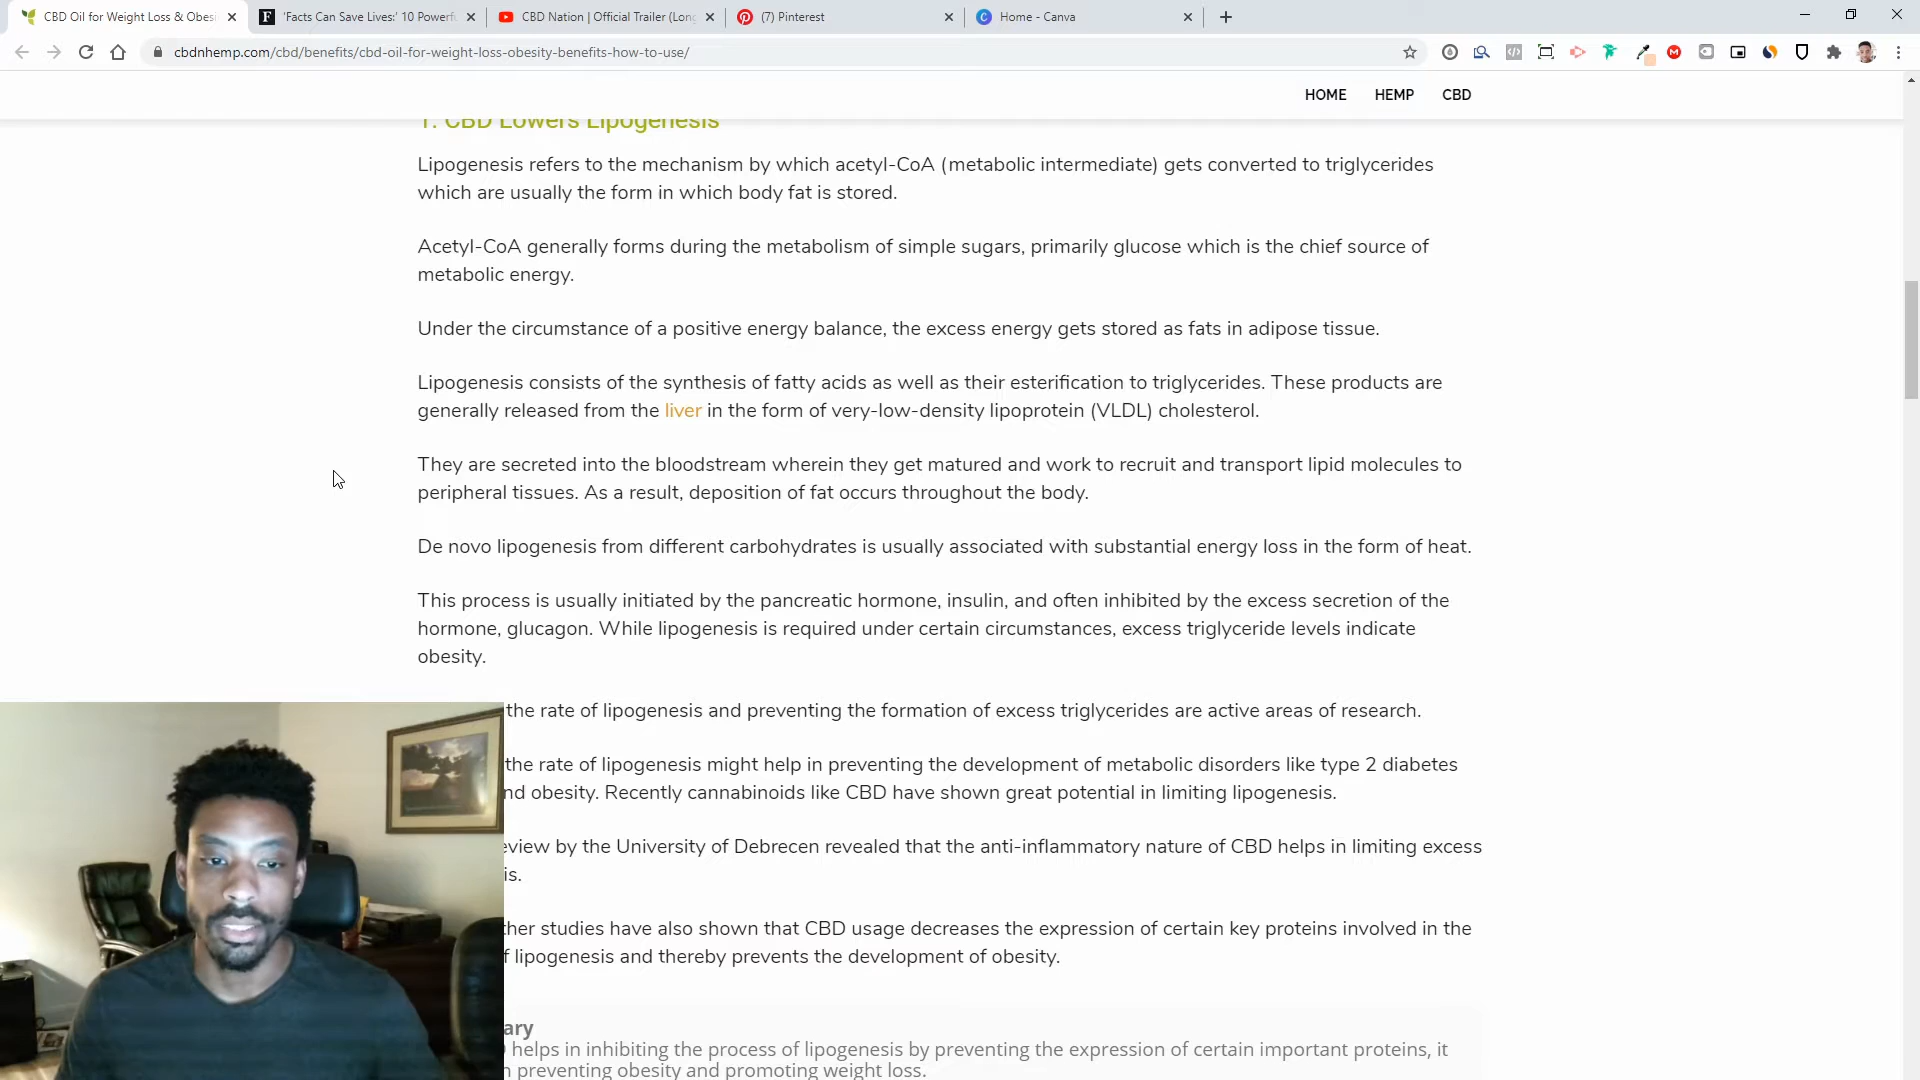 CBD Oil for Weight Loss & Obesi
'Facts Can Save Lives:' 10 Powerfu
CBD Nation | Official Trailer (Long
(7) Pinterest
Home - Canva
cbdnhemp.com/cbd/benefits/cbd-oil-for-weight-loss-obesity-benefits-how-to-use/
HOME HEMP CBD
1. CBD Lowers Lipogenesis
Lipogenesis refers to the mechanism by which acetyl-CoA (metabolic intermediate) gets converted to triglycerides
which are usually the form in which body fat is stored.
Acetyl-CoA generally forms during the metabolism of simple sugars, primarily glucose which is the chief source of
metabolic energy.
Under the circumstance of a positive energy balance, the excess energy gets stored as fats in adipose tissue.
Lipogenesis consists of the synthesis of fatty acids as well as their esterification to triglycerides. These products are
generally released from the liver in the form of very-low-density lipoprotein (VLDL) cholesterol.
They are secreted into the bloodstream wherein they get matured and work to recruit and transport lipid molecules to
peripheral tissues. As a result, deposition of fat occurs throughout the body.
De novo lipogenesis from different carbohydrates is usually associated with substantial energy loss in the form of heat.
This process is usually initiated by the pancreatic hormone, insulin, and often inhibited by the excess secretion of the
hormone, glucagon. While lipogenesis is required under certain circumstances, excess triglyceride levels indicate
obesity.
the rate of lipogenesis and preventing the formation of excess triglycerides are active areas of research.
the rate of lipogenesis might help in preventing the development of metabolic disorders like type 2 diabetes
nd obesity. Recently cannabinoids like CBD have shown great potential in limiting lipogenesis.
eview by the University of Debrecen revealed that the anti-inflammatory nature of CBD helps in limiting excess
is.
ther studies have also shown that CBD usage decreases the expression of certain key proteins involved in the
f lipogenesis and thereby prevents the development of obesity.
ary
helps in inhibiting the process of lipogenesis by preventing the expression of certain important proteins, it
n preventing obesity and promoting weight loss.